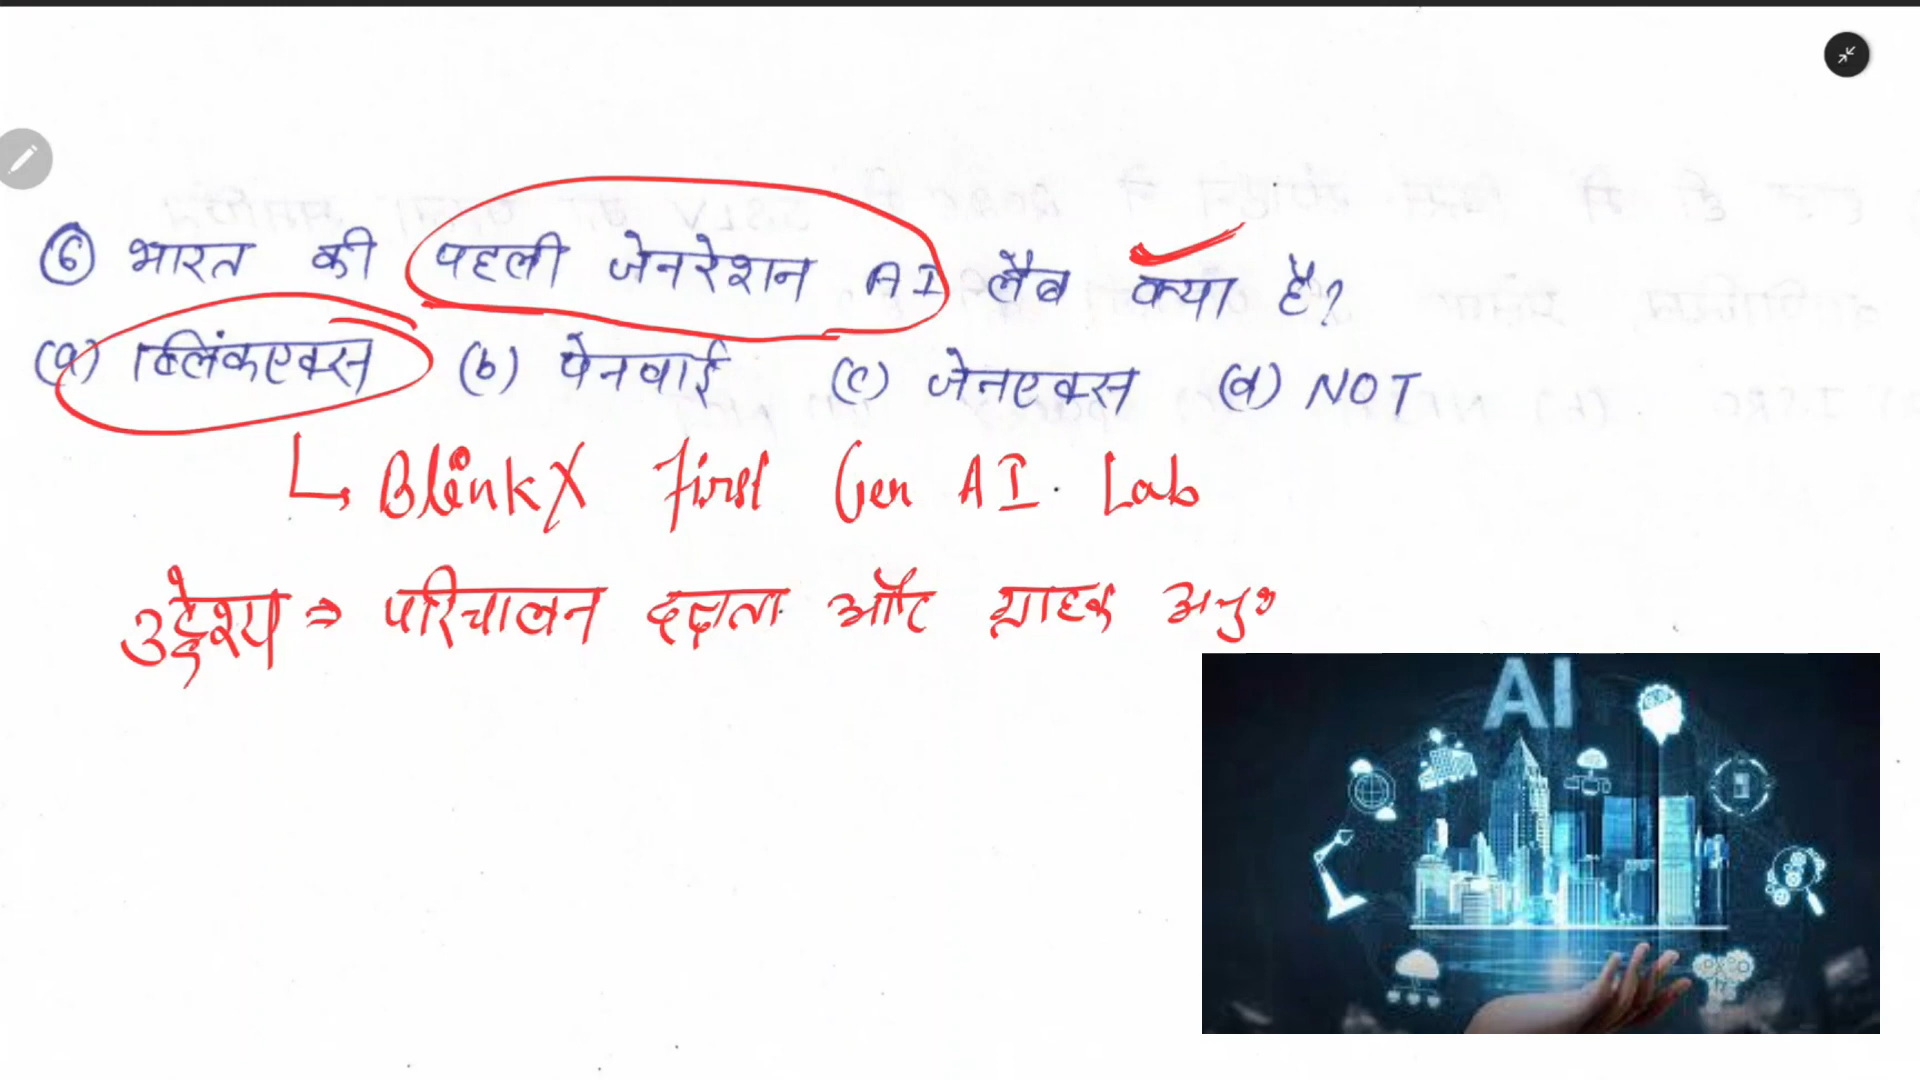 ⑥ भारत की पहली जेनरेशन AI लैब क्या है?
(a) ब्लिंकएक्स (b) पेनवाई (c) जेनएक्स (d) NOT
BlinkX First Gen AI. Lab
उद्देश्य ⇒ परिचालन दक्षता और ग्राहक अनु
AI